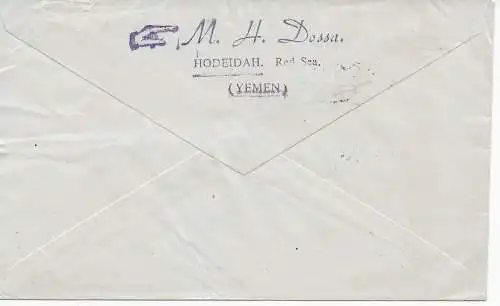 M. H. Dossa.
HODEIDAH. Red Sea.
(YEMEN)